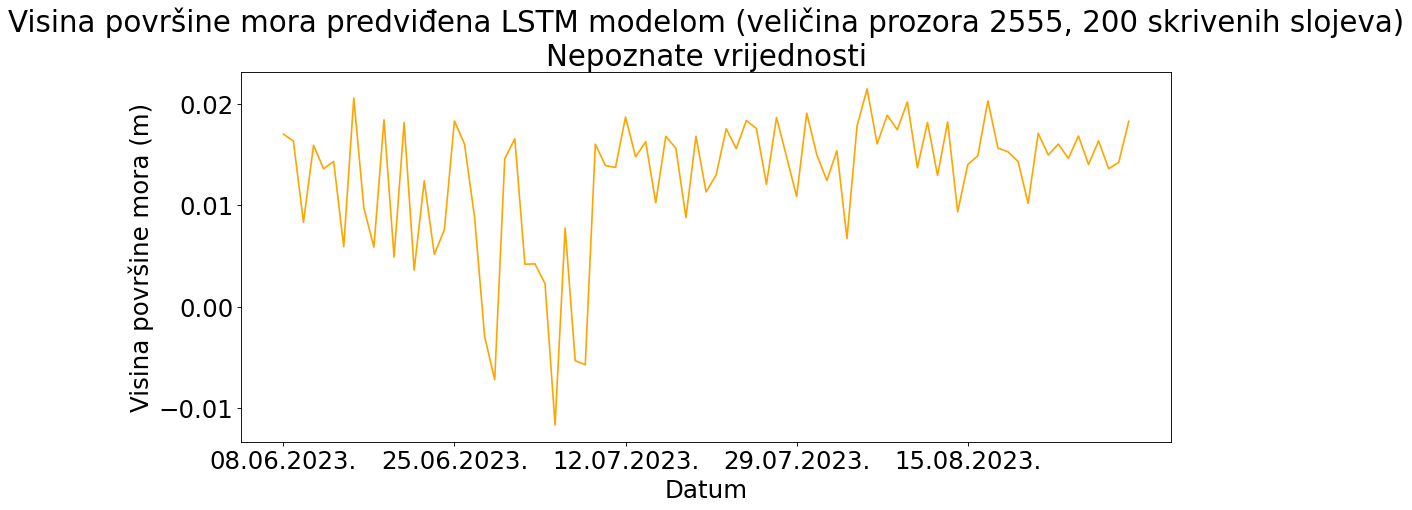 Visina površine mora predviđena LSTM modelom (veličina prozora 2555, 200 skrivenih slojeva)
Nepoznate vrijednosti
Visina površine mora (m)
0.02
0.01
0.00
−0.01
08.06.2023. 25.06.2023. 12.07.2023. 29.07.2023. 15.08.2023.
Datum